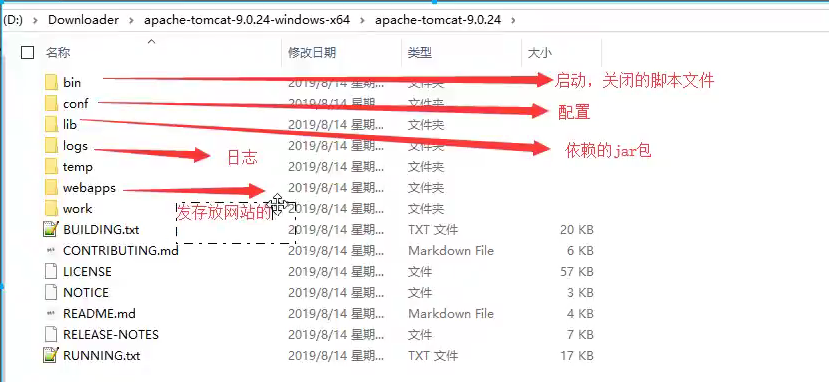 (D:) > Downloader > apache-tomcat-9.0.24-windows-x64 > apache-tomcat-9.0.24 >
名称 修改日期 类型 大小
bin 2019/8/14 星期... 文件夹 启动，关闭的脚本文件
conf 2019/8/14 星期... 文件夹 配置
lib 2019/8/14 星期... 文件夹
logs 2019/8/14 星期... 文件夹 依赖的jar包
日志
temp 2019/8/14 星期... 文件夹
webapps 2019/8/14 星期... 文件夹
work 2019/8/14 星期... 文件夹
发存放网站的
BUILDING.txt 2019/8/14 星期... TXT 文件 20 KB
CONTRIBUTING.md 2019/8/14 星期... Markdown File 6 KB
LICENSE 2019/8/14 星期... 文件 57 KB
NOTICE 2019/8/14 星期... 文件 3 KB
README.md 2019/8/14 星期... Markdown File 4 KB
RELEASE-NOTES 2019/8/14 星期... 文件 7 KB
RUNNING.txt 2019/8/14 星期... TXT 文件 17 KB